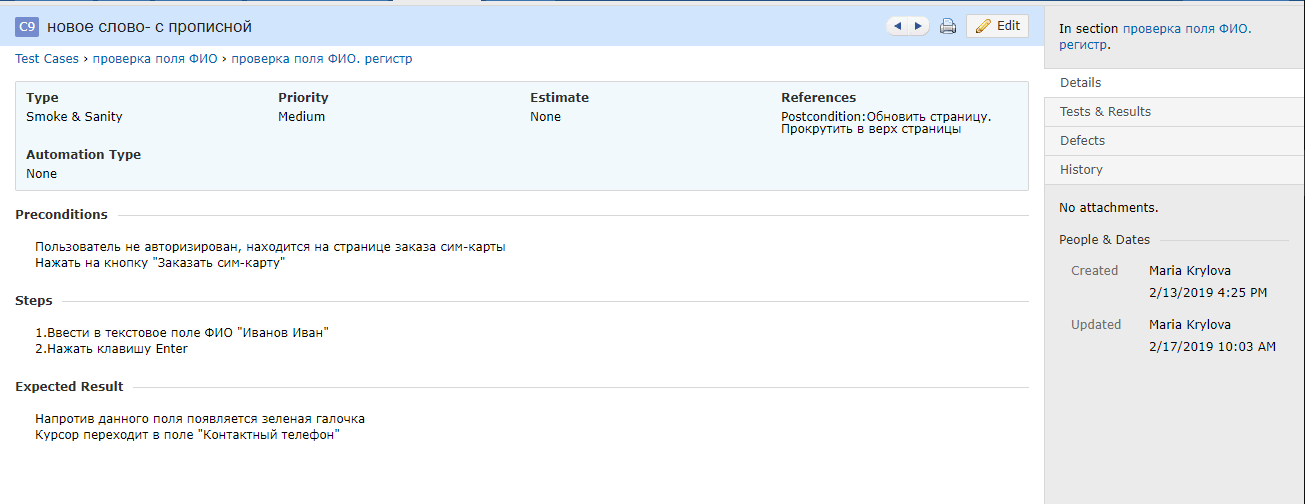 C9 новое слово- с прописной
Edit
Test Cases › проверка поля ФИО › проверка поля ФИО. регистр
Type
Smoke & Sanity
Priority
Medium
Estimate
None
References
Postcondition:Обновить страницу.
Прокрутить в верх страницы
Automation Type
None
Preconditions
Пользователь не авторизирован, находится на странице заказа сим-карты
Нажать на кнопку "Заказать сим-карту"
Steps
1.Ввести в текстовое поле ФИО "Иванов Иван"
2.Нажать клавишу Enter
Expected Result
Напротив данного поля появляется зеленая галочка
Курсор переходит в поле "Контактный телефон"
In section проверка поля ФИО.
регистр.
Details
Tests & Results
Defects
History
No attachments.
People & Dates
Created Maria Krylova
2/13/2019 4:25 PM
Updated Maria Krylova
2/17/2019 10:03 AM